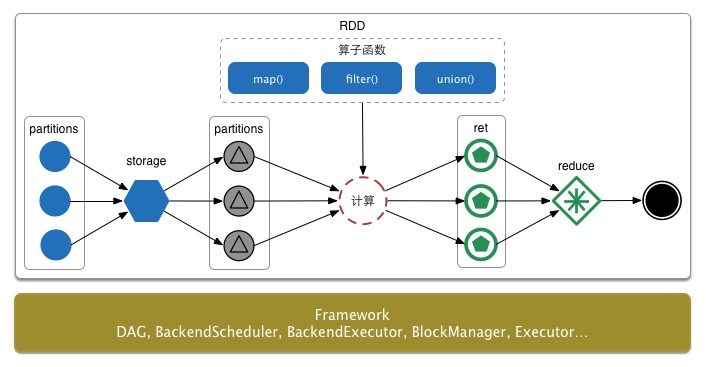 RDD
算子函数
map()
filter()
union()
partitions
storage
partitions
计算
ret
reduce
Framework
DAG, BackendScheduler, BackendExecutor, BlockManager, Executor...